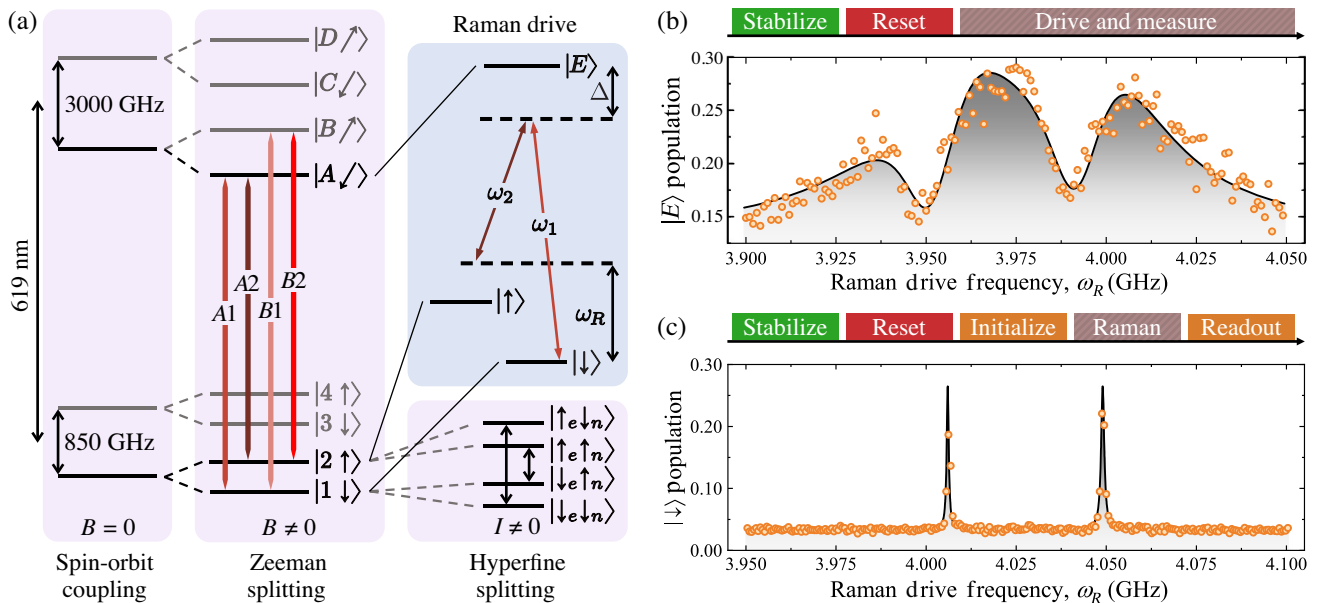 (a)
Raman drive
3000 GHz
619 nm
850 GHz
|D ↗⟩
|C ↙⟩
|B ↗⟩
|A ↙⟩
A1
A2
B1
B2
|4 ↑⟩
|3 ↓⟩
|2 ↑⟩
|1 ↓⟩
B = 0
B ≠ 0
Spin-orbit
coupling
Zeeman
splitting
|E⟩
Δ
ω₂
ω₁
ω_R
|↑⟩
|↓⟩
|↑ₑ↓ₙ⟩
|↑ₑ↑ₙ⟩
|↓ₑ↑ₙ⟩
|↓ₑ↓ₙ⟩
I ≠ 0
Hyperfine
splitting
(b)
Stabilize Reset Drive and measure
|E⟩ population
0.30
0.25
0.20
0.15
3.900 3.925 3.950 3.975 4.000 4.025 4.050
Raman drive frequency, ω_R (GHz)
(c)
Stabilize Reset Initialize Raman Readout
|↓⟩ population
0.30
0.20
0.10
0.00
3.950 3.975 4.000 4.025 4.050 4.075 4.100
Raman drive frequency, ω_R (GHz)